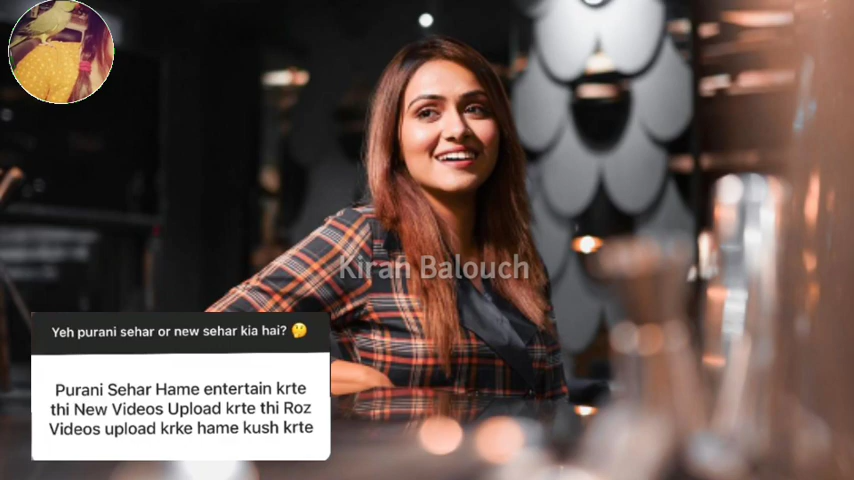 Kiran Balouch
Yeh purani sehar or new sehar kia hai? 🤔
Purani Sehar Hame entertain krte
thi New Videos Upload krte thi Roz
Videos upload krke hame kush krte